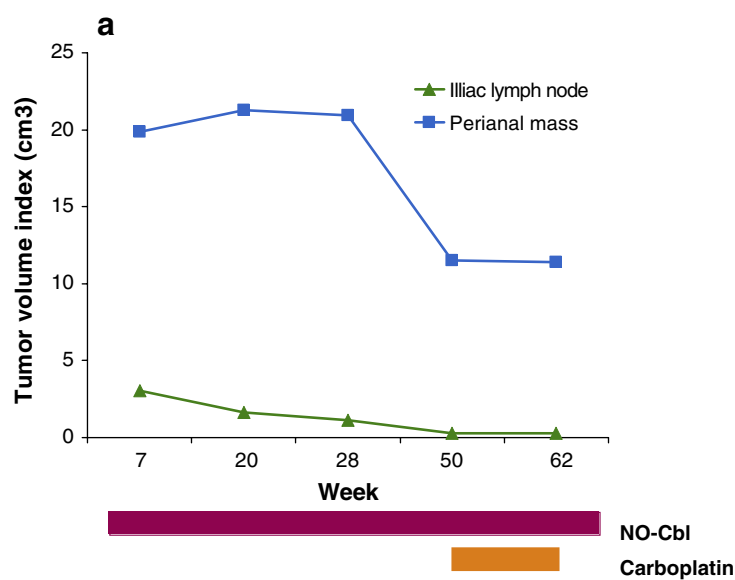 a
25
20
15
10
5
0
Tumor volume index (cm3)
Illiac lymph node
Perianal mass
7 20 28 50 62
Week
NO-Cbl
Carboplatin